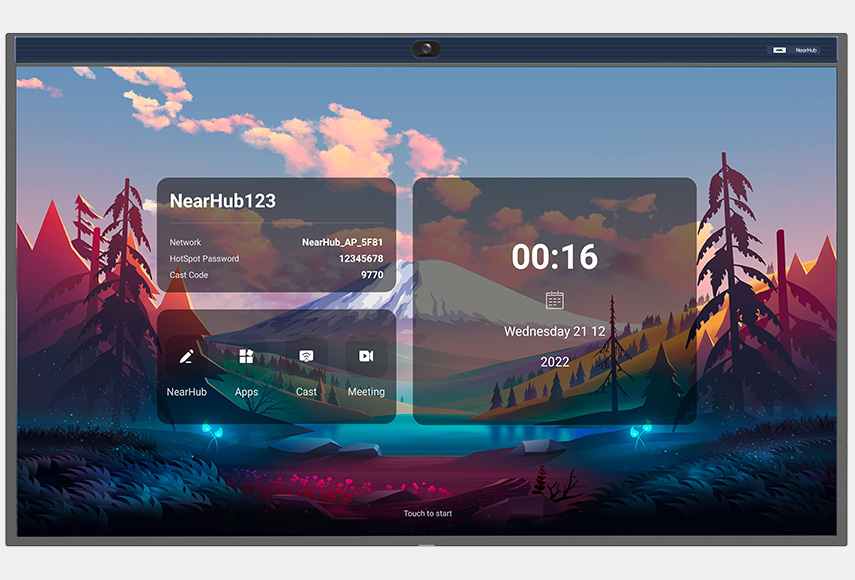 NearHub
NearHub123
Network NearHub_AP_5F81
HotSpot Password 12345678
Cast Code 9770
NearHub Apps Cast Meeting
00:16
Wednesday 21 12
2022
Touch to start